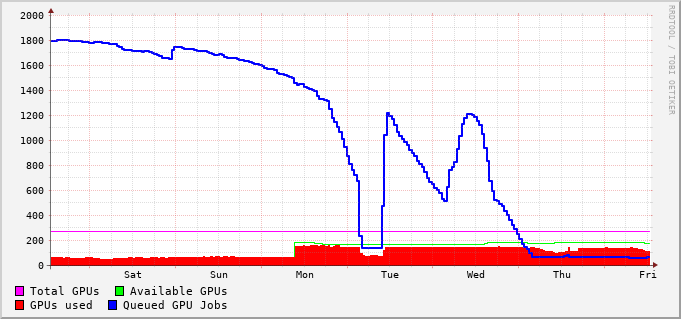 2000
1800
1600
1400
1200
1000
800
600
400
200
0
Sat Sun Mon Tue Wed Thu Fri
Total GPUs Available GPUs
GPUs used Queued GPU Jobs
RRDTOOL / TOBI OETIKER